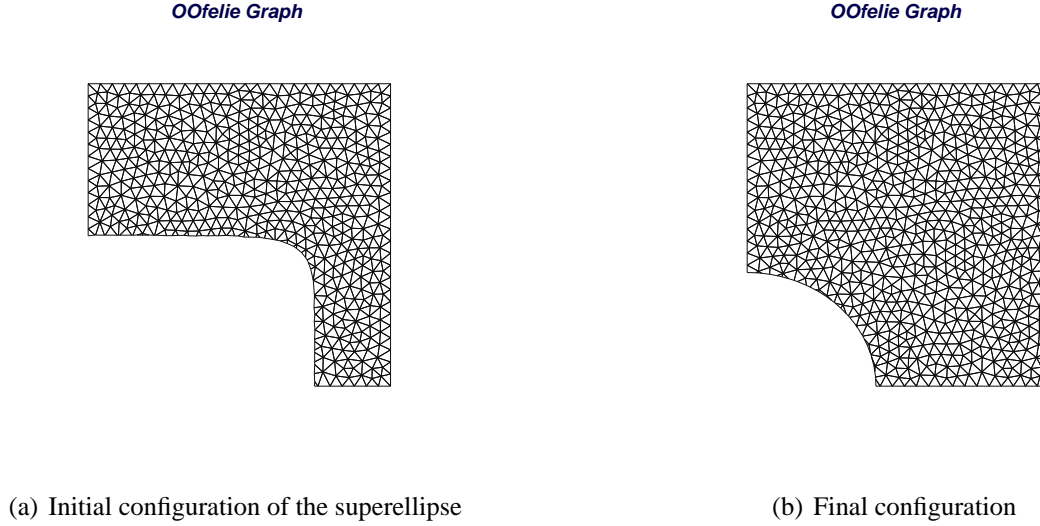 OOfelie Graph
OOfelie Graph
(a) Initial configuration of the superellipse
(b) Final configuration